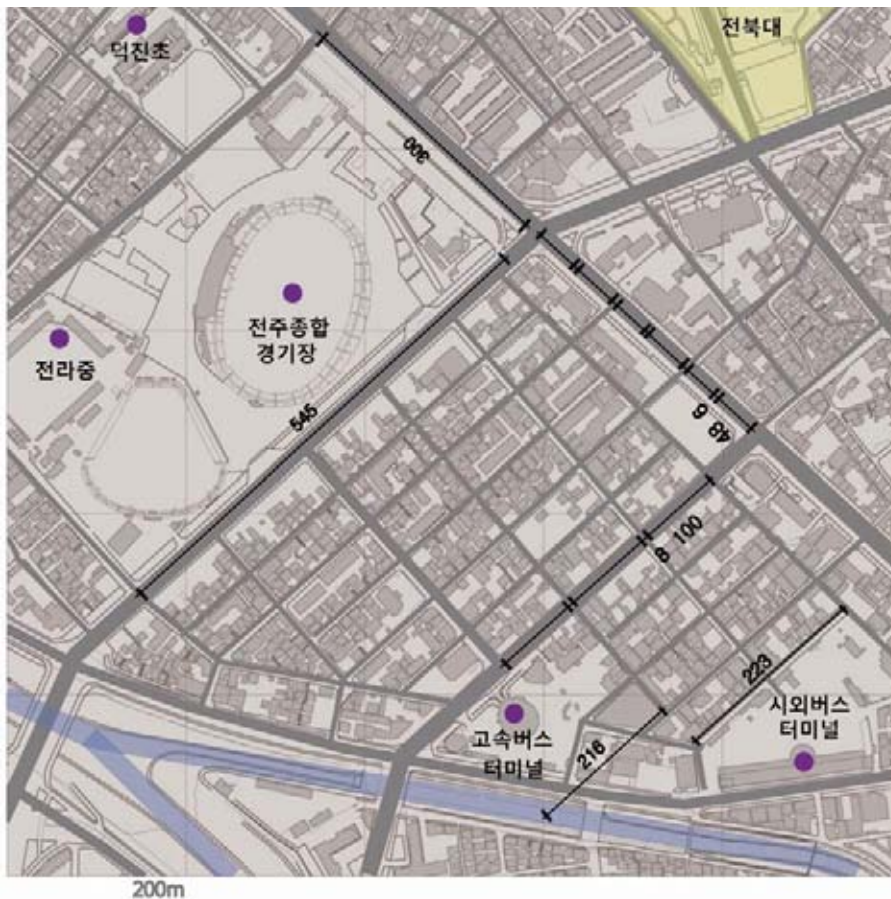 덕진초
전북대
300
전주종합
경기장
전라중
545
48
6
100
8
223
216
시외버스
터미널
고속버스
터미널
200m